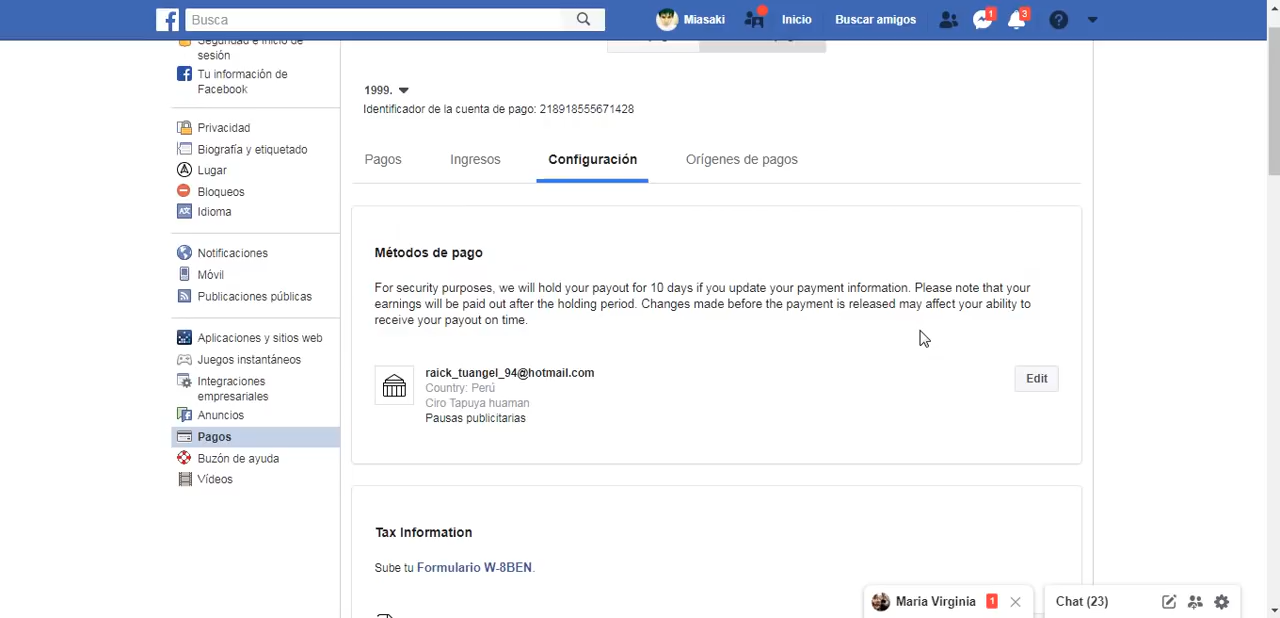 Busca
Miasaki
1
Inicio
Buscar amigos
3
Seguridad e inicio de
sesión
Tu información de
Facebook
Privacidad
Biografía y etiquetado
Lugar
Bloqueos
Idioma
Notificaciones
Móvil
Publicaciones públicas
Aplicaciones y sitios web
Juegos instantáneos
Integraciones
empresariales
Anuncios
Pagos
Buzón de ayuda
Vídeos
1999.
Identificador de la cuenta de pago: 218918555671428
Pagos
Ingresos
Configuración
Orígenes de pagos
Métodos de pago
For security purposes, we will hold your payout for 10 days if you update your payment information. Please note that your
earnings will be paid out after the holding period. Changes made before the payment is released may affect your ability to
receive your payout on time.
raick_tuangel_94@hotmail.com
Country: Perú
Ciro Tapuya huaman
Pausas publicitarias
Edit
Tax Information
Sube tu Formulario W-8BEN.
Maria Virginia
1
Chat (23)